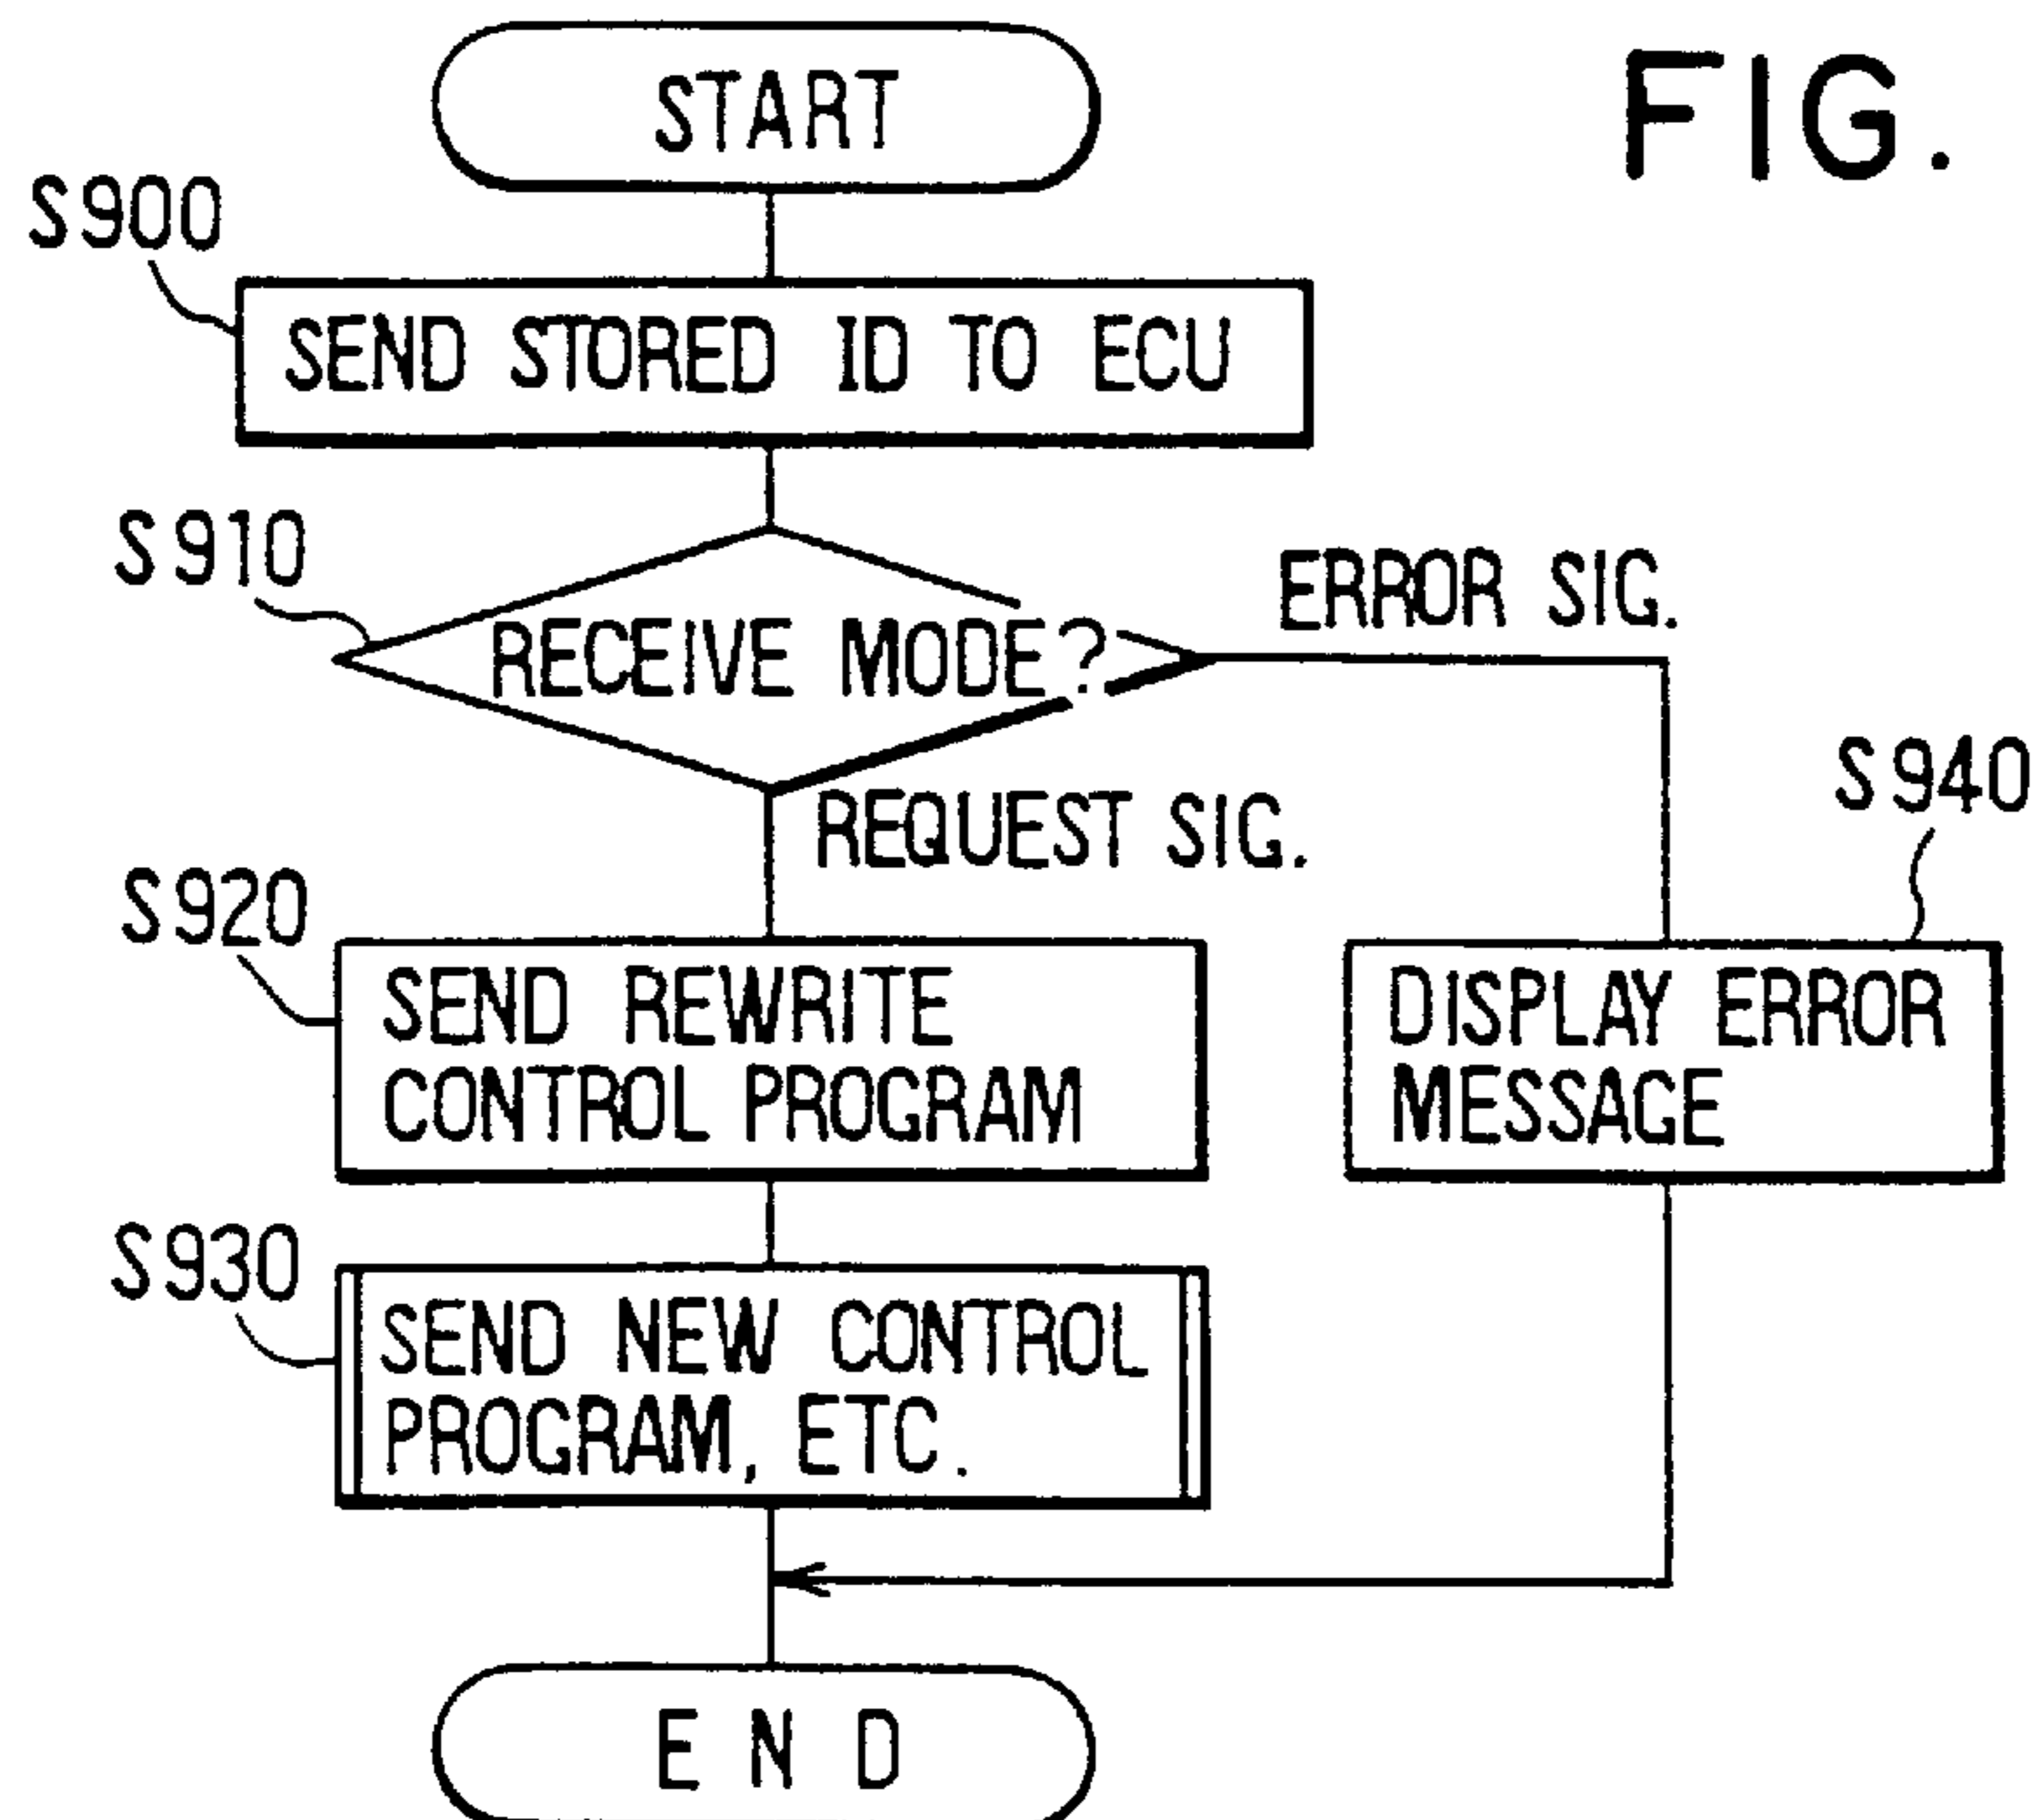 START
FIG.
S900
SEND STORED ID TO ECU
S910
RECEIVE MODE?
ERROR SIG.
REQUEST SIG.
S940
S920
SEND REWRITE
CONTROL PROGRAM
DISPLAY ERROR
MESSAGE
S930
SEND NEW CONTROL
PROGRAM, ETC.
END